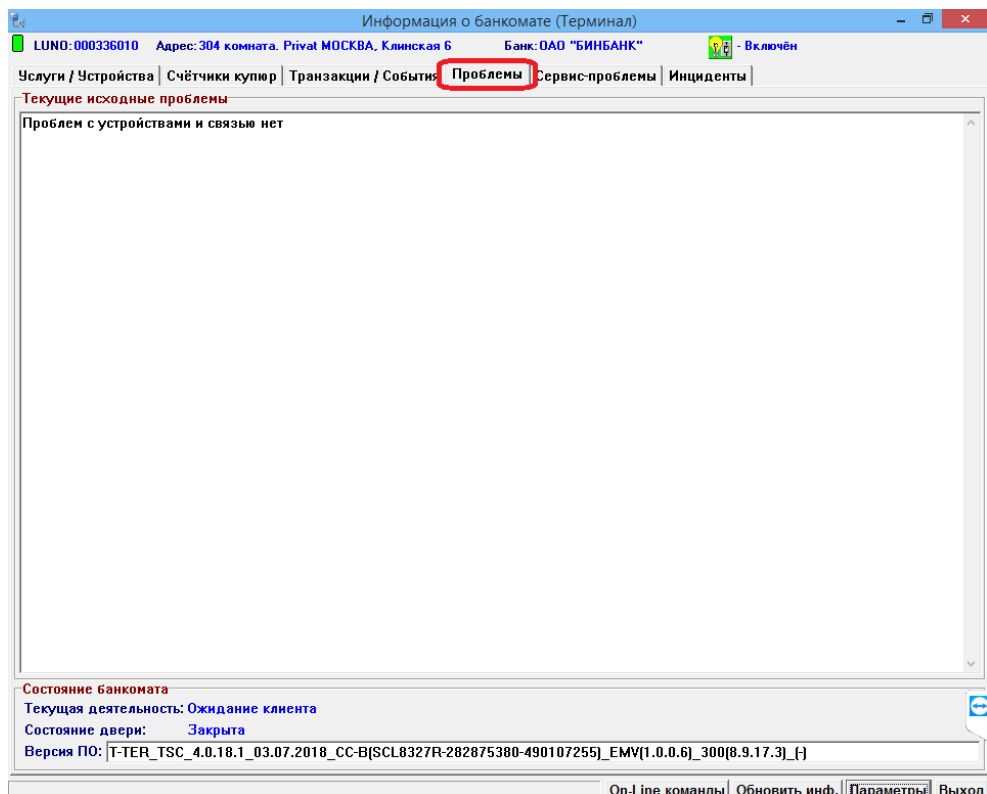 Информация о банкомате (Терминал)
LUNO: 000336010 Адрес: 304 комната. Privat МОСКВА, Клинская 6 Банк: ОАО "БИНБАНК" - Включён
Услуги / Устройства Счётчики купюр Транзакции / События Проблемы Сервис-проблемы Инциденты
Текущие исходные проблемы
Проблем с устройствами и связью нет
Состояние банкомата
Текущая деятельность: Ожидание клиента
Состояние двери: Закрыта
Версия ПО: T-TER_TSC_4.0.18.1_03.07.2018_CC-B(SCL8327R-282875380-490107255)_EMV(1.0.0.6)_300(8.9.17.3)_(-)
On-Line команды Обновить инф. Параметры Выход